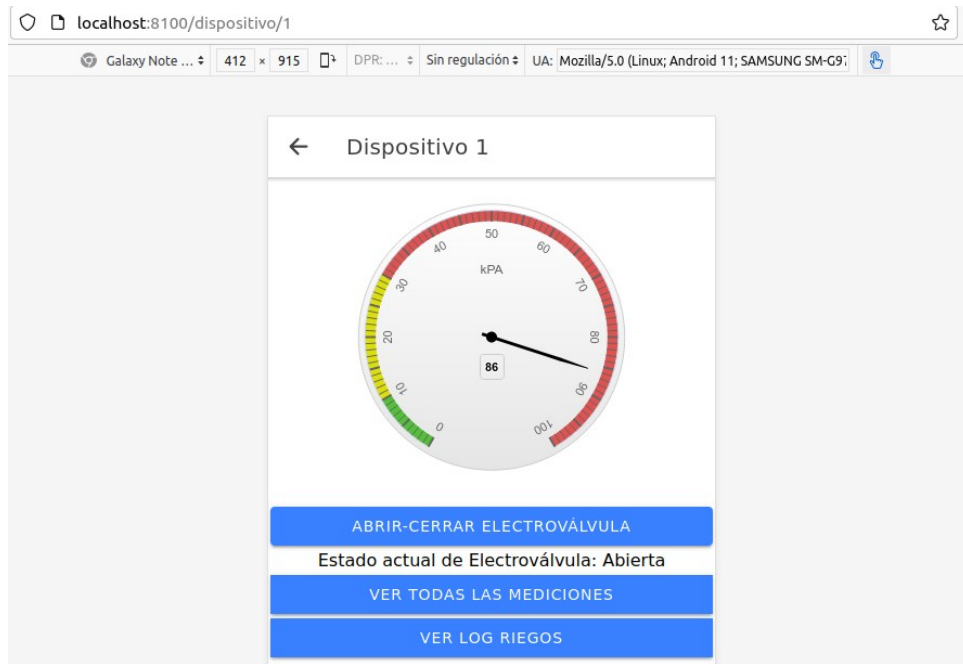 localhost:8100/dispositivo/1
Galaxy Note ... 412 × 915 DPR: ... Sin regulación UA: Mozilla/5.0 (Linux; Android 11; SAMSUNG SM-G97
Dispositivo 1
50
40 60
kPA
30 70
20 80
86
10 90
0 100
ABRIR-CERRAR ELECTROVÁLVULA
Estado actual de Electroválvula: Abierta
VER TODAS LAS MEDICIONES
VER LOG RIEGOS